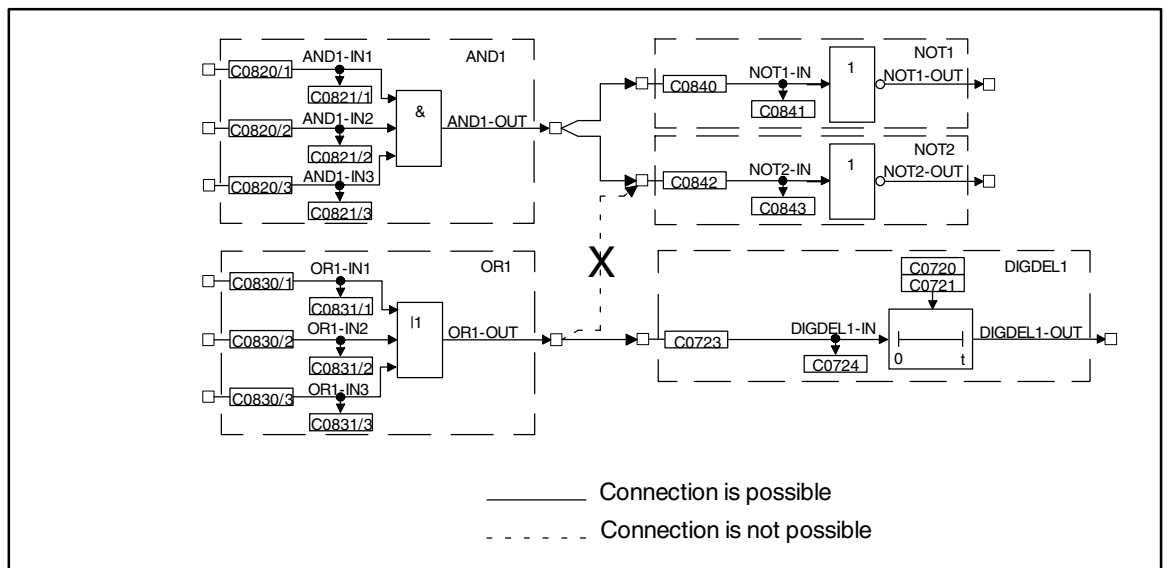 AND1
C0820/1
AND1-IN1
C0821/1
C0820/2
AND1-IN2
C0821/2
C0820/3
AND1-IN3
C0821/3
&
AND1-OUT
NOT1
C0840
NOT1-IN
C0841
1
NOT1-OUT
NOT2
C0842
NOT2-IN
C0843
1
NOT2-OUT
X
OR1
C0830/1
OR1-IN1
C0831/1
C0830/2
OR1-IN2
C0831/2
C0830/3
OR1-IN3
C0831/3
|1
OR1-OUT
DIGDEL1
C0720
C0721
C0723
DIGDEL1-IN
C0724
0 t
DIGDEL1-OUT
Connection is possible
Connection is not possible